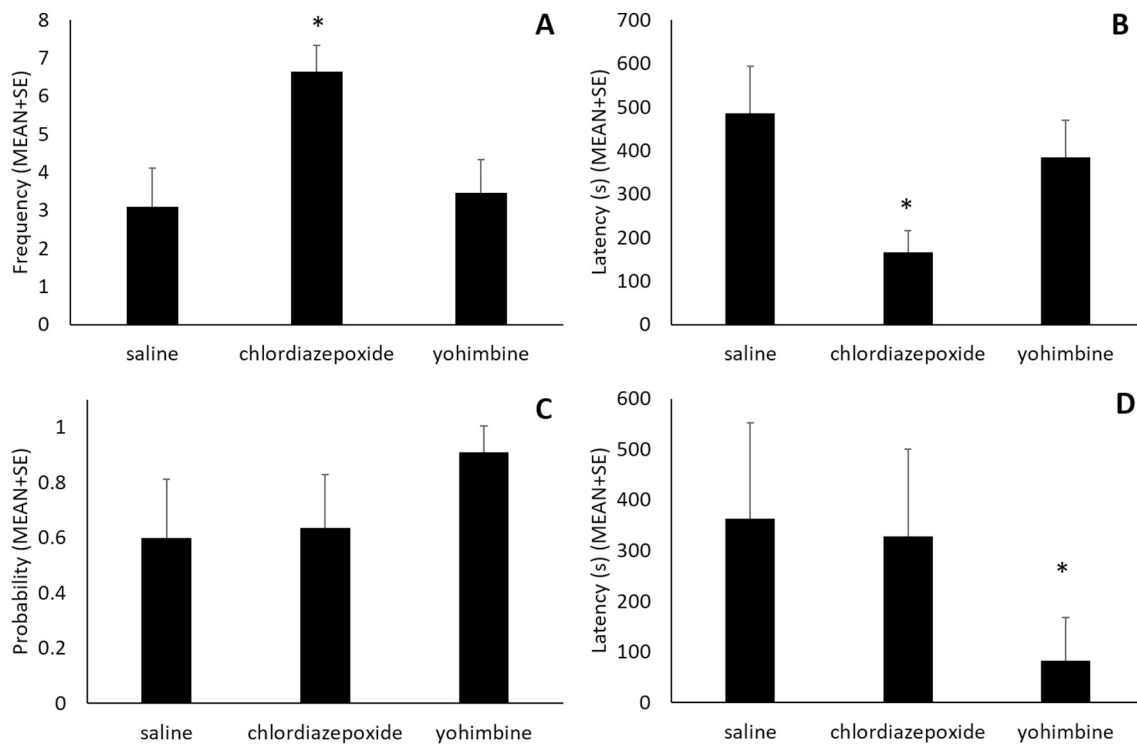 A
Frequency (MEAN+SE)
8
7
6
5
4
3
2
1
0
*
saline chlordiazepoxide yohimbine
B
Latency (s) (MEAN+SE)
700
600
500
400
300
200
100
0
*
saline chlordiazepoxide yohimbine
C
Probability (MEAN+SE)
1
0.8
0.6
0.4
0.2
0
saline chlordiazepoxide yohimbine
D
Latency (s) (MEAN+SE)
600
500
400
300
200
100
0
*
saline chlordiazepoxide yohimbine